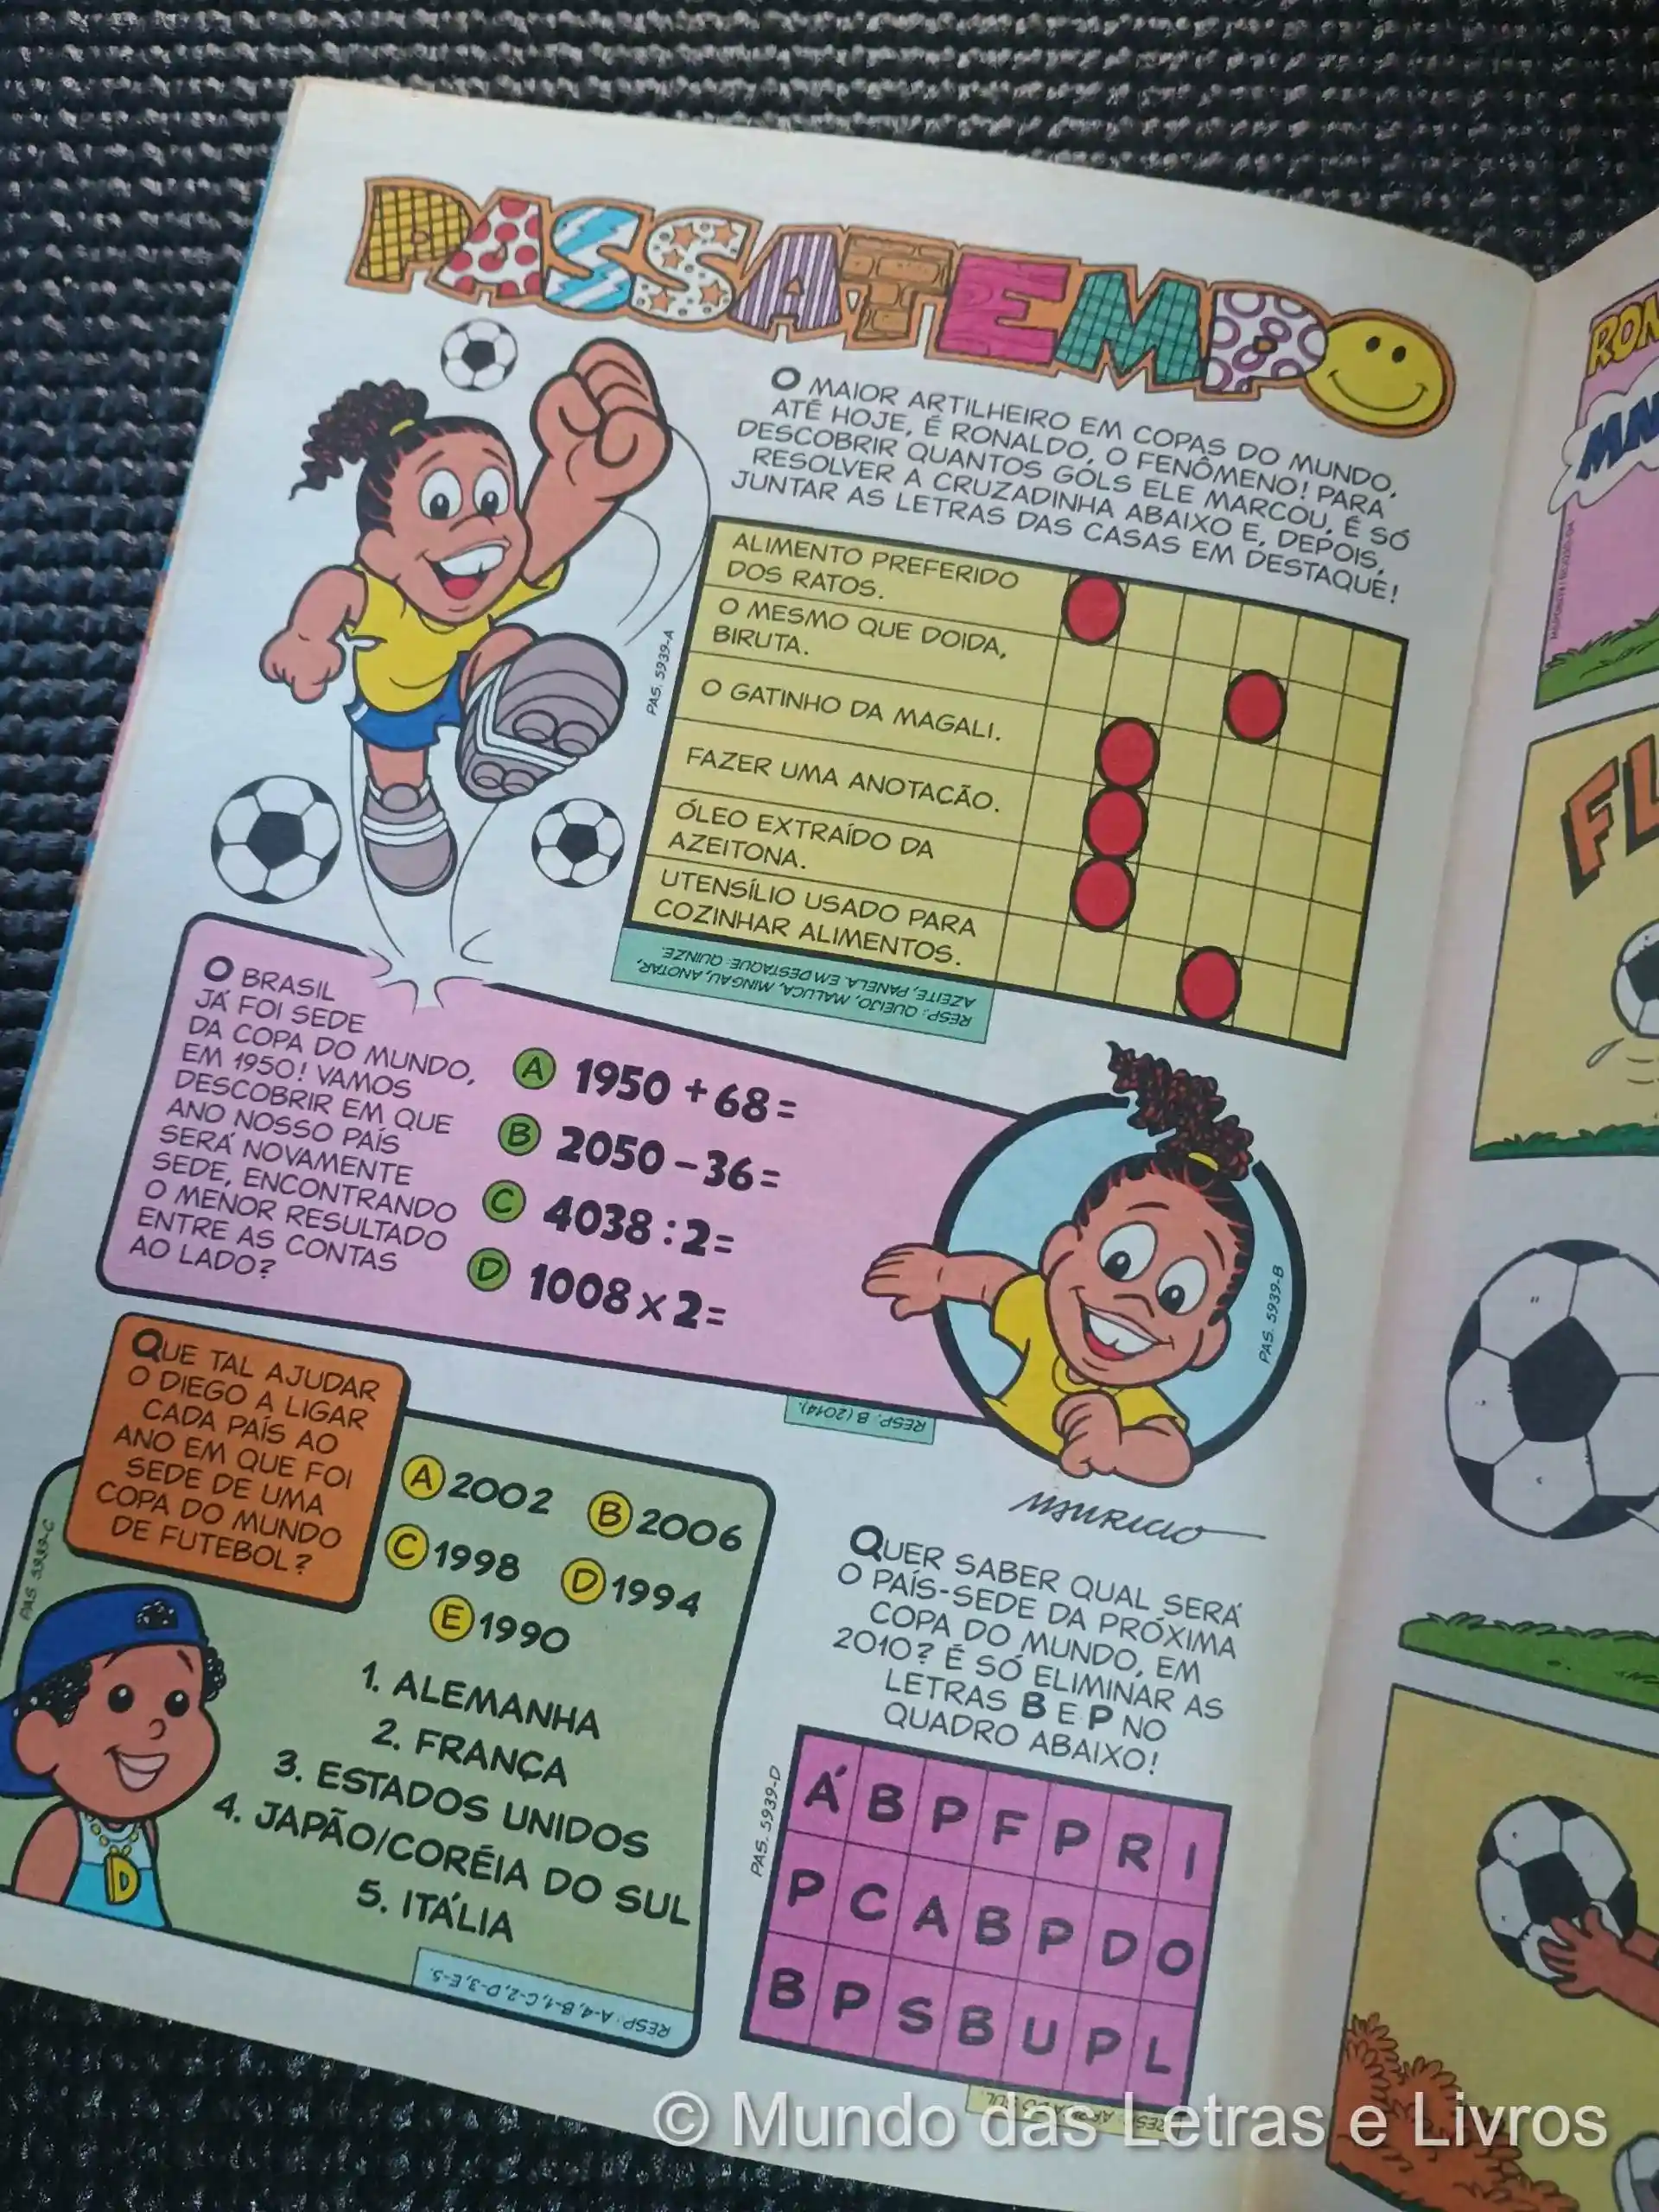 PASSATEMPO
O MAIOR ARTILHEIRO EM COPAS DO MUNDO,
ATÉ HOJE, É RONALDO, O FENÔMENO! PARA
DESCOBRIR QUANTOS GÓLS ELE MARCOU, É SÓ
RESOLVER A CRUZADINHA ABAIXO E, DEPOIS,
JUNTAR AS LETRAS DAS CASAS EM DESTAQUE!
ALIMENTO PREFERIDO
DOS RATOS.
O MESMO QUE DOIDA,
BIRUTA.
O GATINHO DA MAGALI.
FAZER UMA ANOTAÇÃO.
ÓLEO EXTRAÍDO DA
AZEITONA.
UTENSÍLIO USADO PARA
COZINHAR ALIMENTOS.
RESP.: QUEIJO, MALUCA, MINGAU, ANOTAR,
AZEITE, PANELA. EM DESTAQUE: QUINZE.
PAS. 5939-A
O BRASIL
JÁ FOI SEDE
DA COPA DO MUNDO,
EM 1950! VAMOS
DESCOBRIR EM QUE
ANO NOSSO PAÍS
SERÁ NOVAMENTE
SEDE, ENCONTRANDO
O MENOR RESULTADO
ENTRE AS CONTAS
AO LADO?
A 1950 + 68 =
B 2050 - 36 =
C 4038 : 2 =
D 1008 x 2 =
PAS. 5939-B
RESP. B (2014).
MAURICIO
QUE TAL AJUDAR
O DIEGO A LIGAR
CADA PAÍS AO
ANO EM QUE FOI
SEDE DE UMA
COPA DO MUNDO
DE FUTEBOL?
A 2002 B 2006
C 1998 D 1994
E 1990
1. ALEMANHA
2. FRANÇA
3. ESTADOS UNIDOS
4. JAPÃO/CORÉIA DO SUL
5. ITÁLIA
D
PAS. 5939-C
RESP.: A-4, B-1, C-2, D-3, E-5.
QUER SABER QUAL SERÁ
O PAÍS-SEDE DA PRÓXIMA
COPA DO MUNDO, EM
2010? É SÓ ELIMINAR AS
LETRAS B E P NO
QUADRO ABAIXO!
PAS. 5939-D
Á B P F P R I
P C A B P D O
B P S B U P L
RON
FL
© Mundo das Letras e Livros